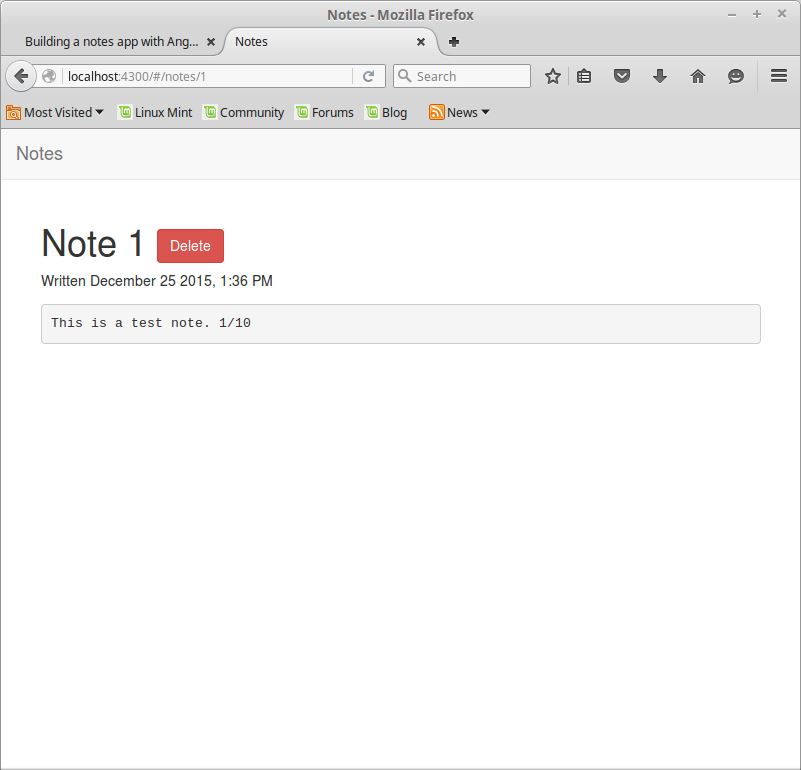 Notes - Mozilla Firefox
Building a notes app with Ang...
Notes
localhost:4300/#/notes/1
Search
Most Visited
Linux Mint
Community
Forums
Blog
News
Notes
Note 1
Delete
Written December 25 2015, 1:36 PM
This is a test note. 1/10